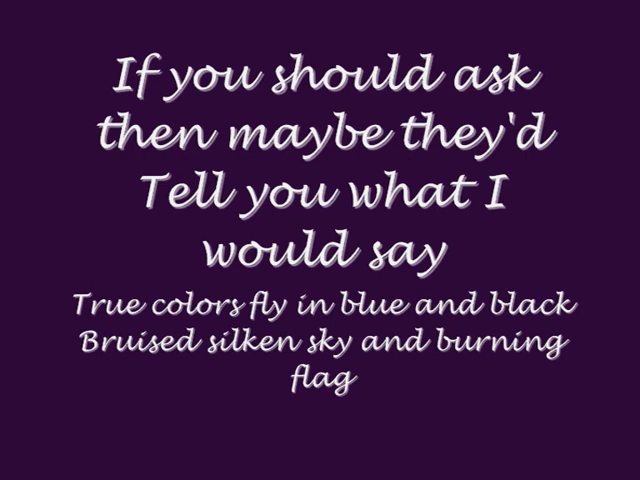 If you should ask
then maybe they'd
Tell you what I
would say
True colors fly in blue and black
Bruised silken sky and burning
flag